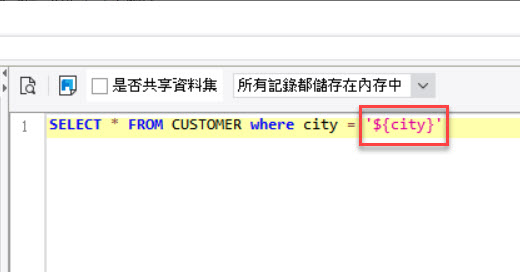 是否共享資料集 所有記錄都儲存在內存中
1 SELECT * FROM CUSTOMER where city = '${city}'